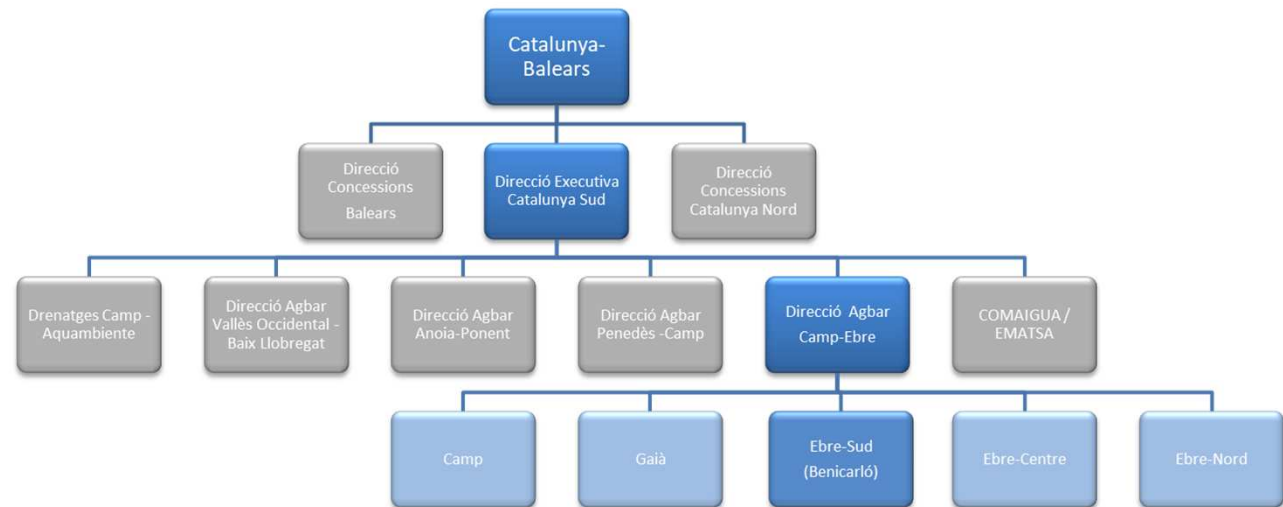 Catalunya-
Balears
Direcció
Concessions
Balears
Direcció Executiva
Catalunya Sud
Direcció
Concessions
Catalunya Nord
Drenatges Camp -
Aquambiente
Direcció Agbar
Vallès Occidental -
Baix Llobregat
Direcció Agbar
Anoia-Ponent
Direcció Agbar
Penedès -Camp
Direcció Agbar
Camp-Ebre
COMAIGUA /
EMATSA
Camp
Gaià
Ebre-Sud
(Benicarló)
Ebre-Centre
Ebre-Nord